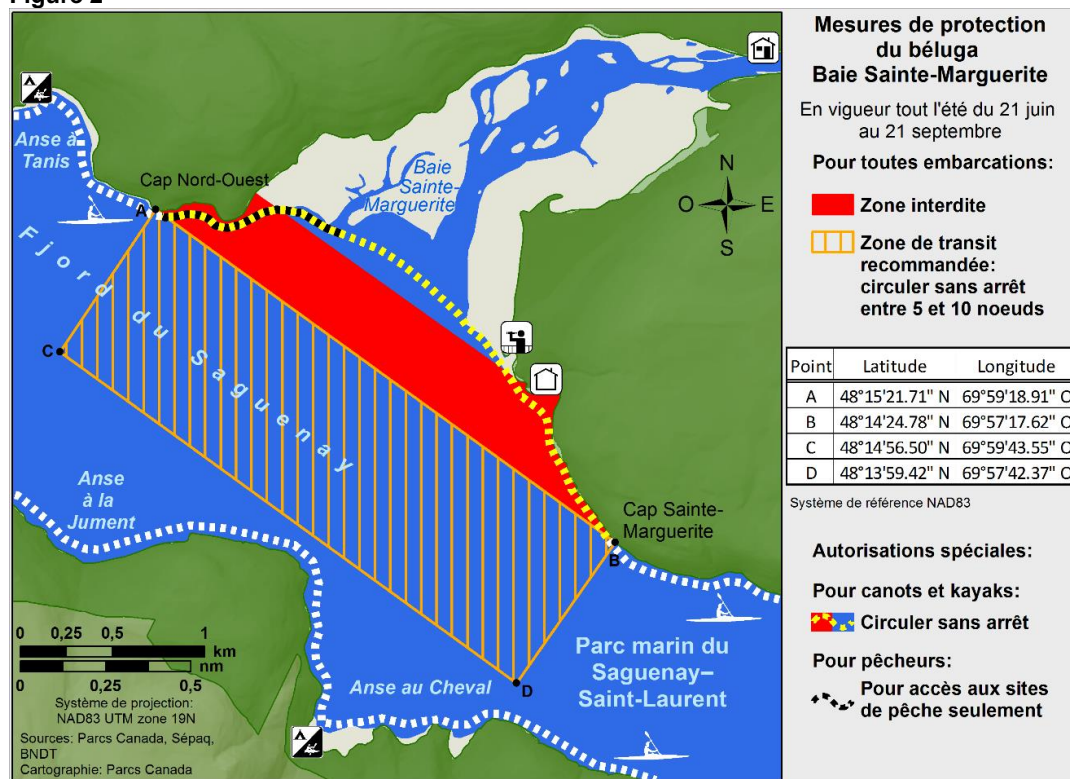 Figure 2
Anse à
Tanis
Cap Nord-Ouest
Baie
Sainte-
Marguerite
N
O
E
S
A
Fjord du Saguenay
C
Anse
à la
Jument
Cap Sainte-
Marguerite
B
Parc marin du
Saguenay–
Saint-Laurent
Anse au Cheval
D
0 0,25 0,5 1
km
nm
0 0,25 0,5
Système de projection:
NAD83 UTM zone 19N
Sources: Parcs Canada, Sépaq,
BNDT
Cartographie: Parcs Canada
Mesures de protection
du béluga
Baie Sainte-Marguerite
En vigueur tout l'été du 21 juin
au 21 septembre
Pour toutes embarcations:
Zone interdite
Zone de transit
recommandée:
circuler sans arrêt
entre 5 et 10 noeuds
Point Latitude Longitude
A 48°15'21.71" N 69°59'18.91" O
B 48°14'24.78" N 69°57'17.62" O
C 48°14'56.50" N 69°59'43.55" O
D 48°13'59.42" N 69°57'42.37" O
Système de référence NAD83
Autorisations spéciales:
Pour canots et kayaks:
Circuler sans arrêt
Pour pêcheurs:
Pour accès aux sites
de pêche seulement